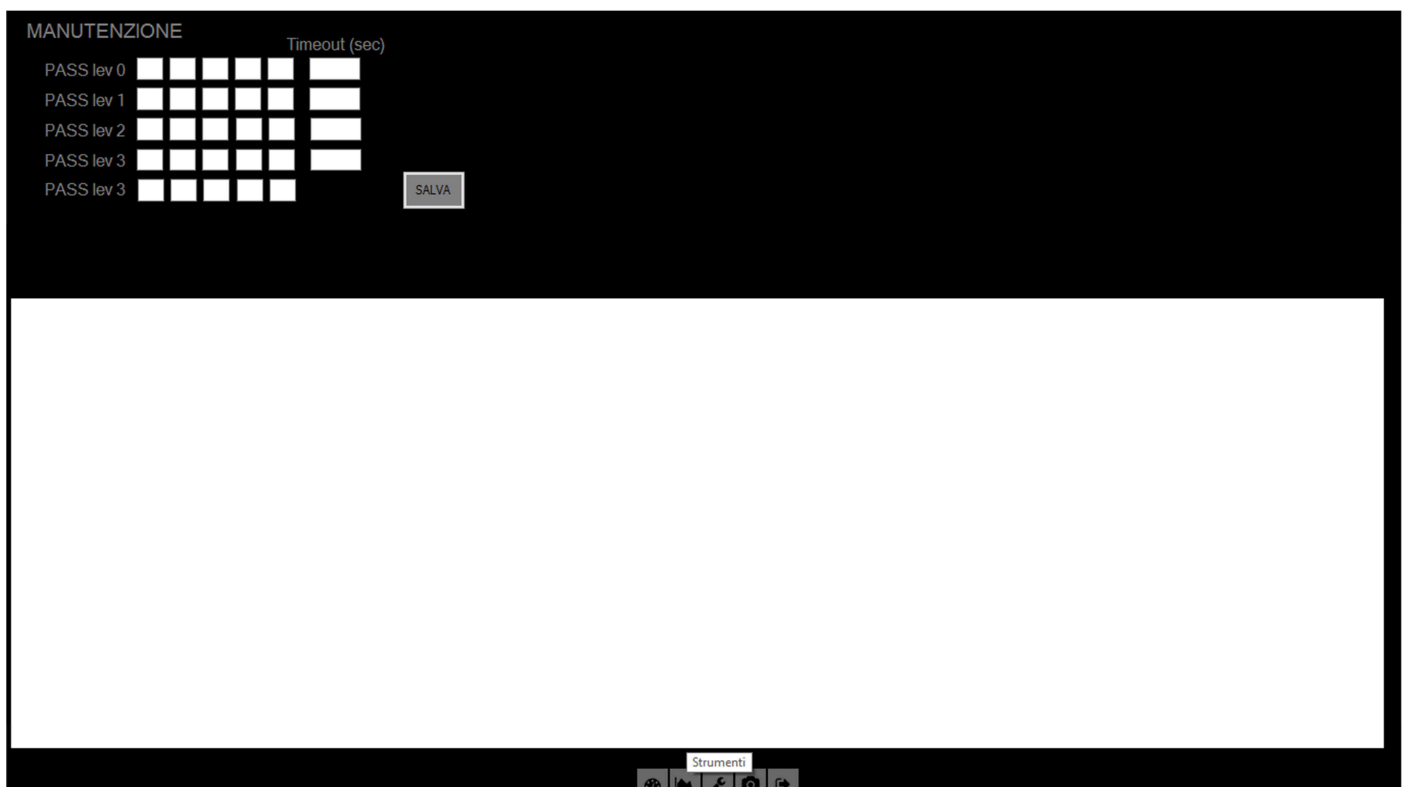 MANUTENZIONE
Timeout (sec)
PASS lev 0
PASS lev 1
PASS lev 2
PASS lev 3
PASS lev 3
SALVA
Strumenti